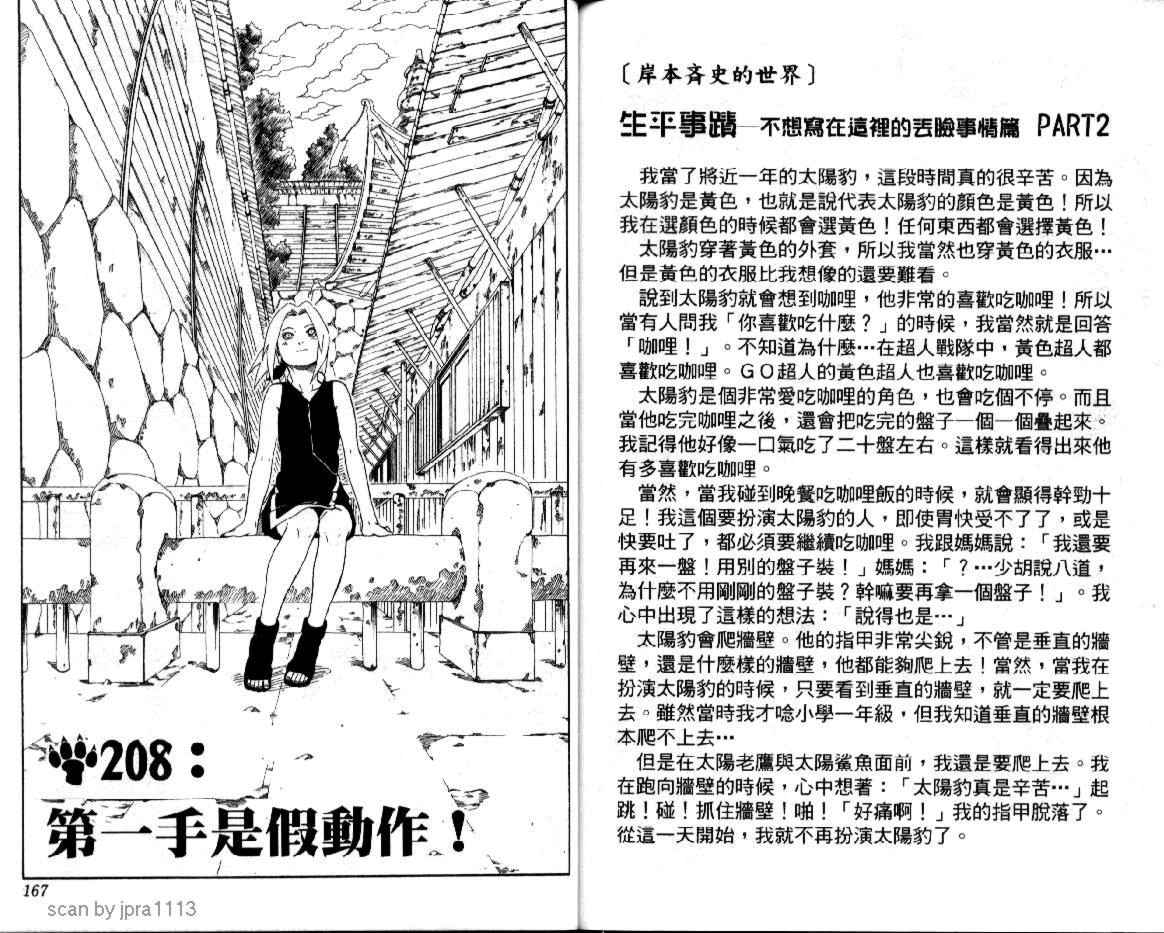 208：
第一手是假動作！
167
scan by jpra1113
〔岸本斉史的世界〕
生平事蹟—不想寫在這裡的丟臉事情篇 PART2
我當了將近一年的太陽豹，這段時間真的很辛苦。因為
太陽豹是黃色，也就是說代表太陽豹的顏色是黃色！所以
我在選顏色的時候都會選黃色！任何東西都會選擇黃色！
太陽豹穿著黃色的外套，所以我當然也穿黃色的衣服…
但是黃色的衣服比我想像的還要難看。
說到太陽豹就會想到咖哩，他非常的喜歡吃咖哩！所以
當有人問我「你喜歡吃什麼？」的時候，我當然就是回答
「咖哩！」。不知道為什麼…在超人戰隊中，黃色超人都
喜歡吃咖哩。ＧＯ超人的黃色超人也喜歡吃咖哩。
太陽豹是個非常愛吃咖哩的角色，也會吃個不停。而且
當他吃完咖哩之後，還會把吃完的盤子一個一個疊起來。
我記得他好像一口氣吃了二十盤左右。這樣就看得出來他
有多喜歡吃咖哩。
當然，當我碰到晚餐吃咖哩飯的時候，就會顯得幹勁十
足！我這個要扮演太陽豹的人，即使胃快受不了了，或是
快要吐了，都必須要繼續吃咖哩。我跟媽媽說：「我還要
再來一盤！用別的盤子裝！」媽媽：「？…少胡說八道，
為什麼不用剛剛的盤子裝？幹嘛要再拿一個盤子！」。我
心中出現了這樣的想法：「說得也是…」
太陽豹會爬牆壁。他的指甲非常尖銳，不管是垂直的牆
壁，還是什麼樣的牆壁，他都能夠爬上去！當然，當我在
扮演太陽豹的時候，只要看到垂直的牆壁，就一定要爬上
去。雖然當時我才唸小學一年級，但我知道垂直的牆壁根
本爬不上去…
但是在太陽老鷹與太陽鯊魚面前，我還是要爬上去。我
在跑向牆壁的時候，心中想著：「太陽豹真是辛苦…」起
跳！碰！抓住牆壁！啪！「好痛啊！」我的指甲脫落了。
從這一天開始，我就不再扮演太陽豹了。